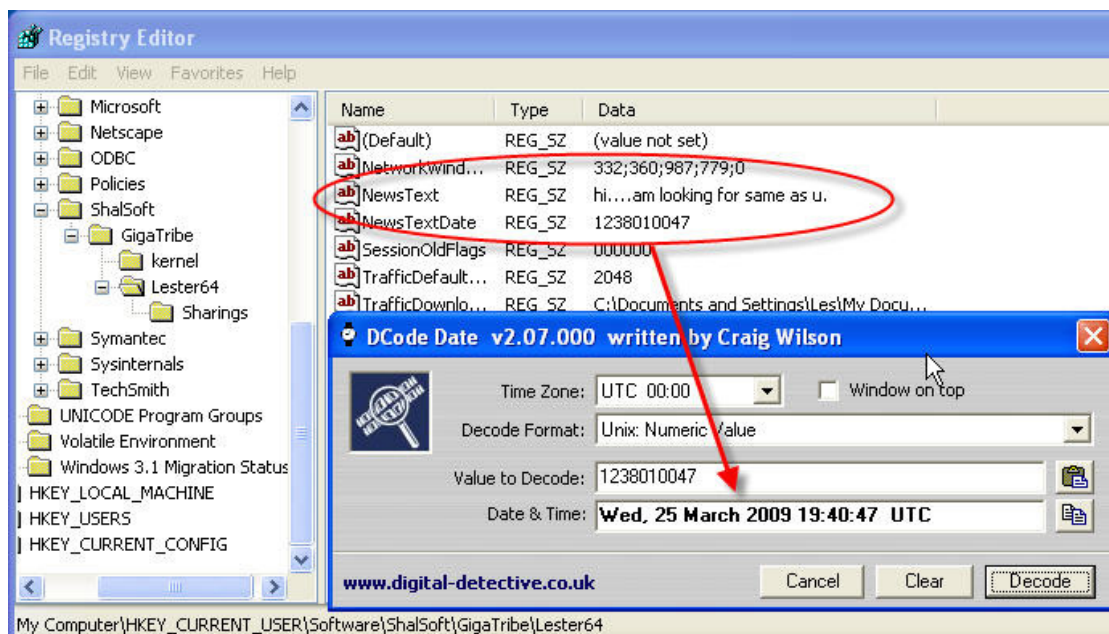 Registry Editor
File Edit View Favorites Help
Microsoft
Netscape
ODBC
Policies
ShalSoft
GigaTribe
kernel
Lester64
Sharings
Symantec
Sysinternals
TechSmith
UNICODE Program Groups
Volatile Environment
Windows 3.1 Migration Status
HKEY_LOCAL_MACHINE
HKEY_USERS
HKEY_CURRENT_CONFIG
Name Type Data
(Default) REG_SZ (value not set)
NetworkWind... REG_SZ 332;360;987;779;0
NewsText REG_SZ hi....am looking for same as u.
NewsTextDate REG_SZ 1238010047
SessionOldFlags REG_SZ 000000
TrafficDefault... REG_SZ 2048
TrafficDownlo... REG_SZ C:\Documents and Settings\Les\My Docu...
DCode Date v2.07.000 written by Craig Wilson
Time Zone: UTC 00:00 Window on top
Decode Format: Unix: Numeric Value
Value to Decode: 1238010047
Date & Time: Wed, 25 March 2009 19:40:47 UTC
www.digital-detective.co.uk Cancel Clear Decode
My Computer\HKEY_CURRENT_USER\Software\ShalSoft\GigaTribe\Lester64